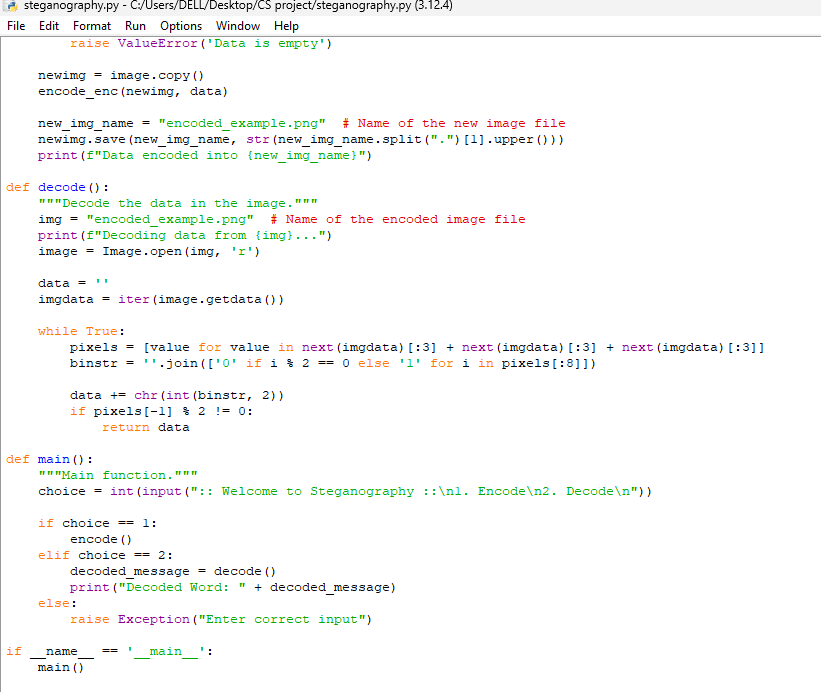 steganography.py - C:/Users/DELL/Desktop/CS project/steganography.py (3.12.4)
File Edit Format Run Options Window Help
        raise ValueError('Data is empty')

    newimg = image.copy()
    encode_enc(newimg, data)

    new_img_name = "encoded_example.png"  # Name of the new image file
    newimg.save(new_img_name, str(new_img_name.split(".")[1].upper()))
    print(f"Data encoded into {new_img_name}")

def decode():
    """Decode the data in the image."""
    img = "encoded_example.png"  # Name of the encoded image file
    print(f"Decoding data from {img}...")
    image = Image.open(img, 'r')

    data = ''
    imgdata = iter(image.getdata())

    while True:
        pixels = [value for value in next(imgdata)[:3] + next(imgdata)[:3] + next(imgdata)[:3]]
        binstr = ''.join(['0' if i % 2 == 0 else '1' for i in pixels[:8]])

        data += chr(int(binstr, 2))
        if pixels[-1] % 2 != 0:
            return data

def main():
    """Main function."""
    choice = int(input(":: Welcome to Steganography ::\n1. Encode\n2. Decode\n"))

    if choice == 1:
        encode()
    elif choice == 2:
        decoded_message = decode()
        print("Decoded Word: " + decoded_message)
    else:
        raise Exception("Enter correct input")

if __name__ == '__main__':
    main()